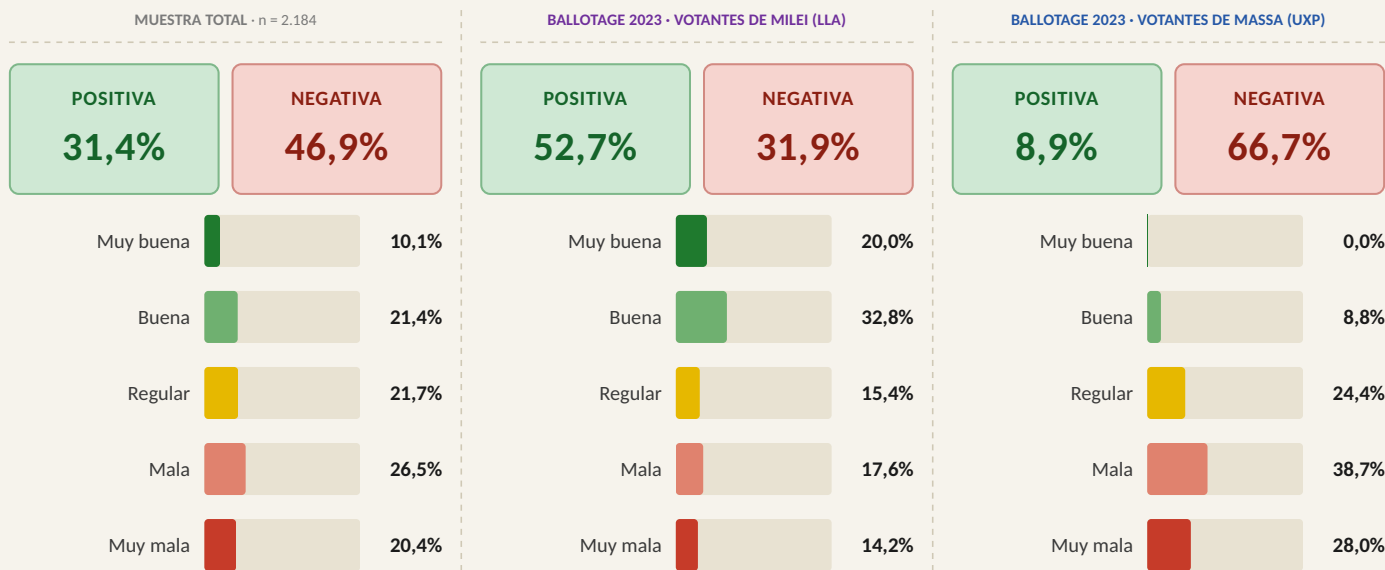 MUESTRA TOTAL · n = 2.184
POSITIVA
31,4%
NEGATIVA
46,9%
Muy buena 10,1%
Buena 21,4%
Regular 21,7%
Mala 26,5%
Muy mala 20,4%
BALLOTAGE 2023 · VOTANTES DE MILEI (LLA)
POSITIVA
52,7%
NEGATIVA
31,9%
Muy buena 20,0%
Buena 32,8%
Regular 15,4%
Mala 17,6%
Muy mala 14,2%
BALLOTAGE 2023 · VOTANTES DE MASSA (UXP)
POSITIVA
8,9%
NEGATIVA
66,7%
Muy buena 0,0%
Buena 8,8%
Regular 24,4%
Mala 38,7%
Muy mala 28,0%